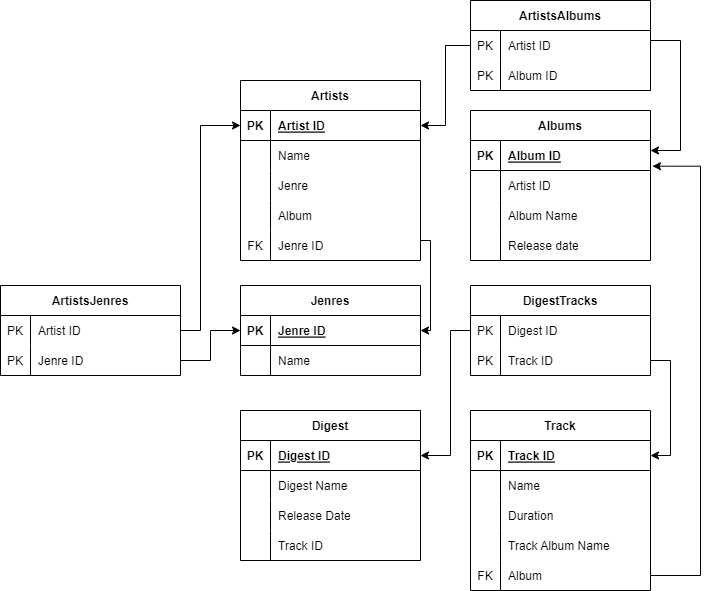 ArtistsAlbums
PK Artist ID
PK Album ID
Artists
PK Artist ID
Name
Jenre
Album
FK Jenre ID
Albums
PK Album ID
Artist ID
Album Name
Release date
ArtistsJenres
PK Artist ID
PK Jenre ID
Jenres
PK Jenre ID
Name
DigestTracks
PK Digest ID
PK Track ID
Digest
PK Digest ID
Digest Name
Release Date
Track ID
Track
PK Track ID
Name
Duration
Track Album Name
FK Album